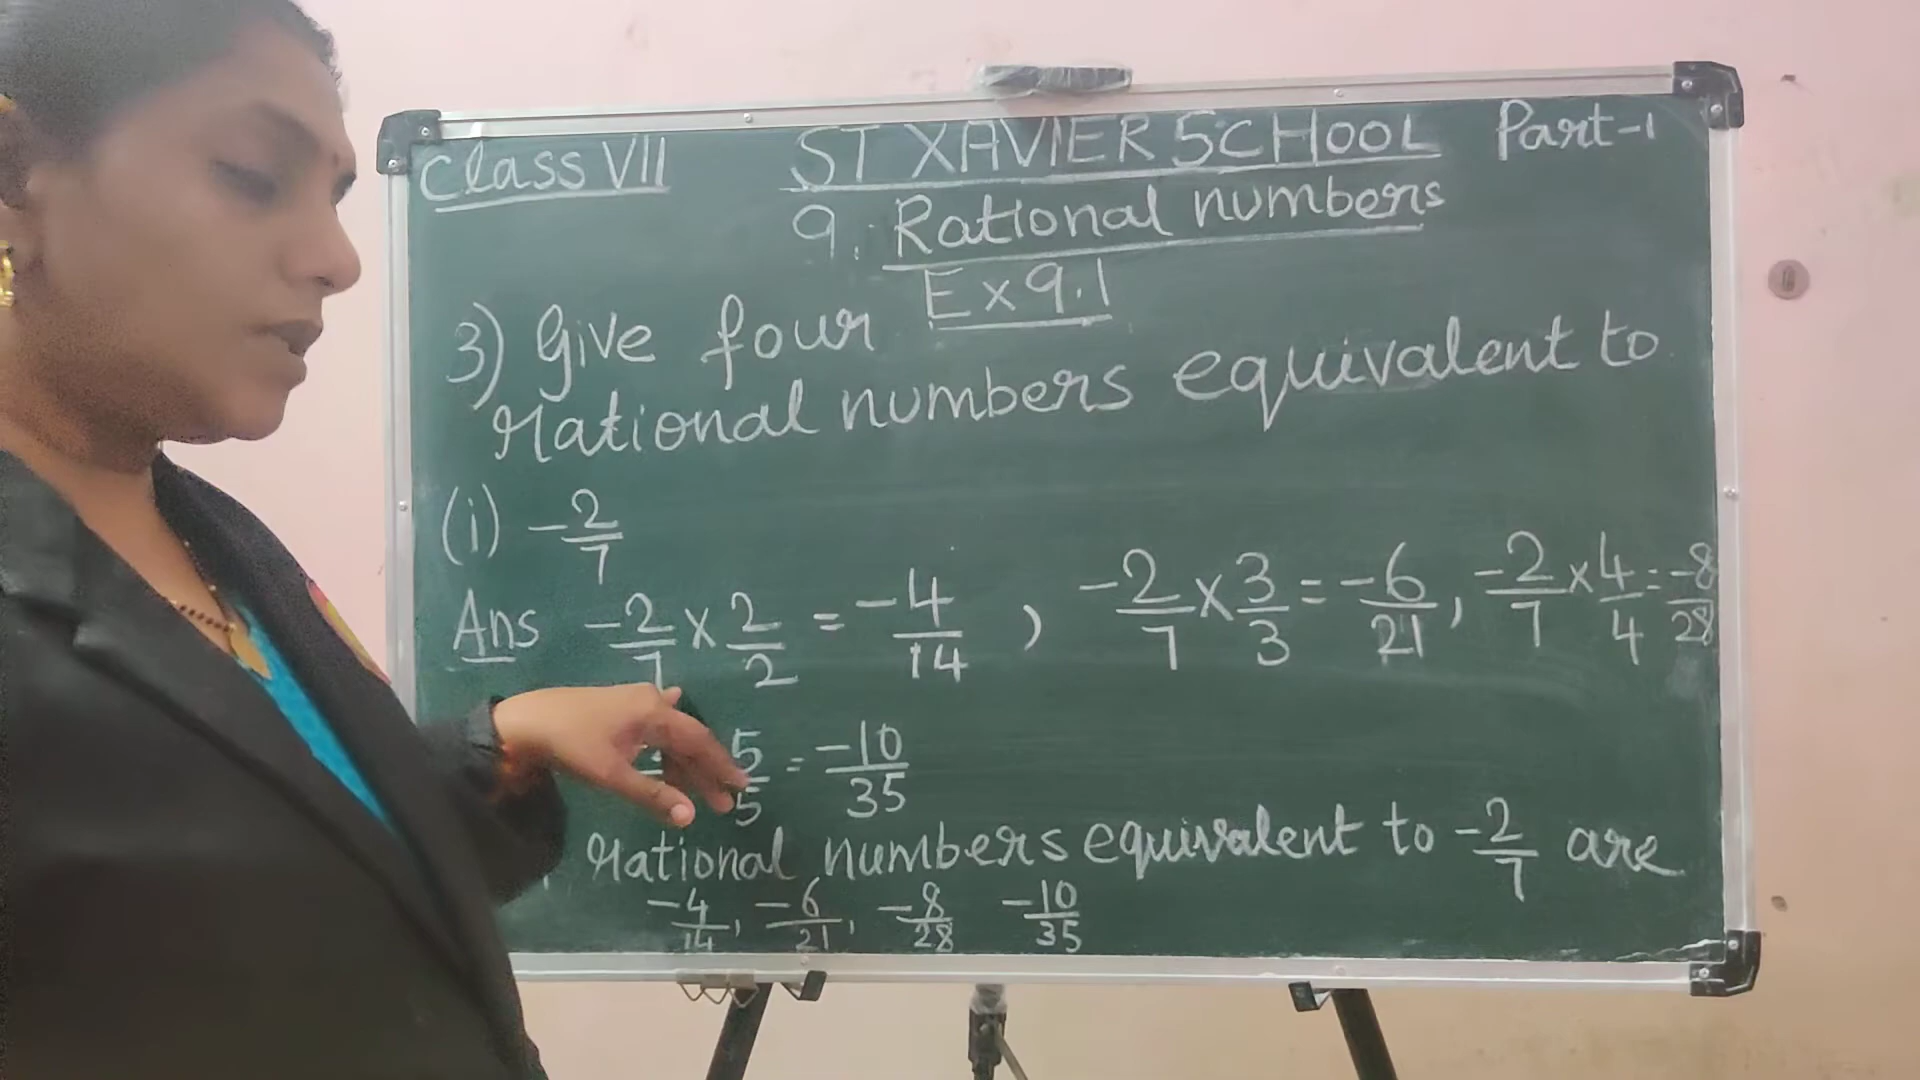 Class VII ST XAVIER SCHOOL Part-1
9. Rational numbers
Ex 9.1
3) Give four
rational numbers equivalent to
(i) -2/7
Ans -2/7 x 2/2 = -4/14 , -2/7 x 3/3 = -6/21, -2/7 x 4/4 = -8/28
5/5 = -10/35
rational numbers equivalent to -2/7 are
-4/14, -6/21, -8/28 -10/35